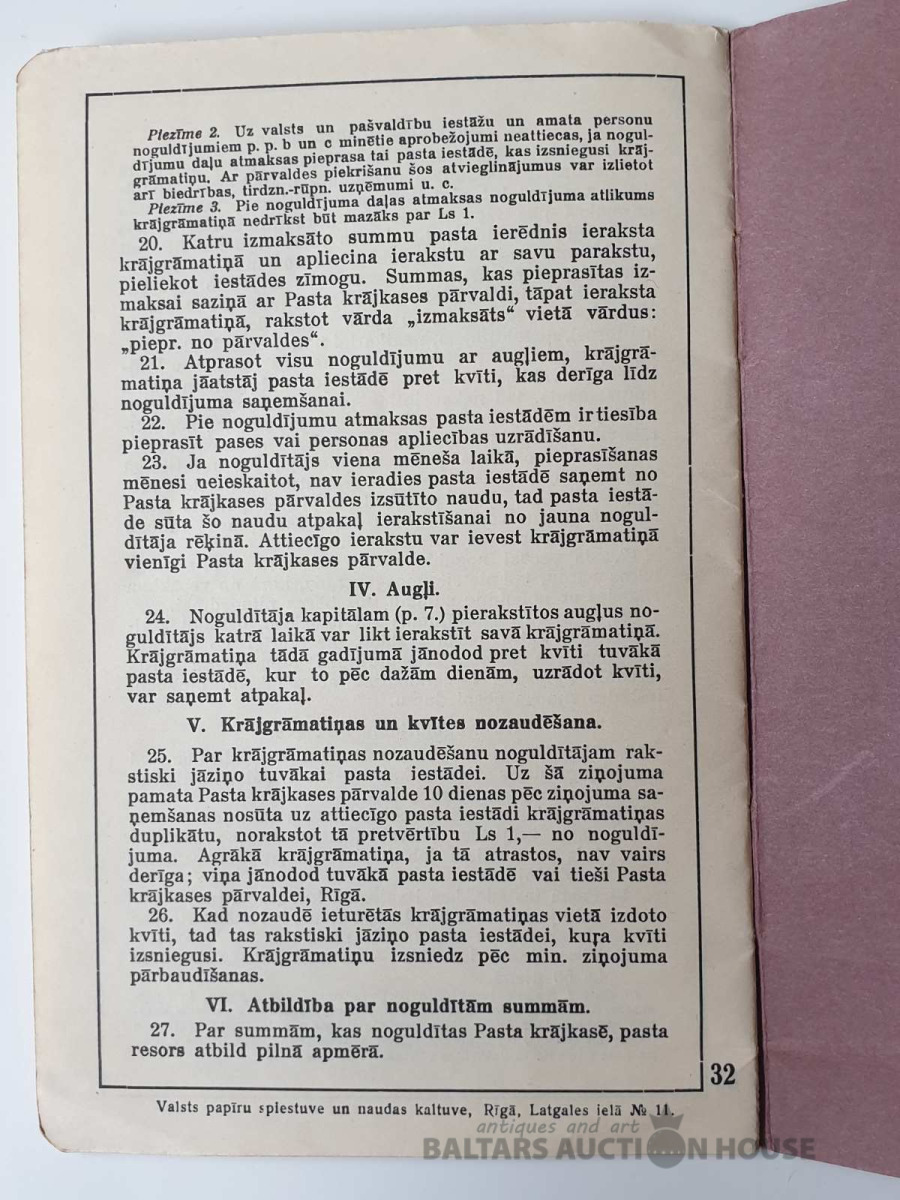 Piezīme 2. Uz valsts un pašvaldību iestāžu un amata personu
noguldījumiem p. p. b un c minētie aprobežojumi neattiecas, ja nogul-
dījumu daļu atmaksas pieprasa tai pasta iestādē, kas izsniegusi krāj-
grāmatiņu. Ar pārvaldes piekrišanu šos atvieglinājumus var izlietot
arī biedrības, tirdzn.-rūpn. uzņēmumi u. c.
Piezīme 3. Pie noguldījuma daļas atmaksas noguldījuma atlikums
krājgrāmatiņā nedrīkst būt mazāks par Ls 1.
20. Katru izmaksāto summu pasta ierēdnis ieraksta
krājgrāmatiņā un apliecina ierakstu ar savu parakstu,
pieliekot iestādes zīmogu. Summas, kas pieprasītas iz-
maksai saziņā ar Pasta krājkases pārvaldi, tāpat ieraksta
krājgrāmatiņā, rakstot vārda „izmaksāts“ vietā vārdus:
„piepr. no pārvaldes“.
21. Atprasot visu noguldījumu ar augļiem, krājgrā-
matiņa jāatstāj pasta iestādē pret kvīti, kas derīga līdz
noguldījuma saņemšanai.
22. Pie noguldījumu atmaksas pasta iestādēm ir tiesība
pieprasīt pases vai personas apliecības uzrādīšanu.
23. Ja noguldītājs viena mēneša laikā, pieprasīšanas
mēnesi neieskaitot, nav ieradies pasta iestādē saņemt no
Pasta krājkases pārvaldes izsūtīto naudu, tad pasta iestā-
de sūta šo naudu atpakaļ ierakstīšanai no jauna nogul-
dītāja rēķinā. Attiecīgo ierakstu var ievest krājgrāmatiņā
vienīgi Pasta krājkases pārvalde.
IV. Augļi.
24. Noguldītāja kapitālam (p. 7.) pierakstītos augļus no-
guldītājs katrā laikā var likt ierakstīt savā krājgrāmatiņā.
Krājgrāmatiņa tādā gadījumā jānodod pret kvīti tuvākā
pasta iestādē, kur to pēc dažām dienām, uzrādot kvīti,
var saņemt atpakaļ.
V. Krājgrāmatiņas un kvītes nozaudēšana.
25. Par krājgrāmatiņas nozaudēšanu noguldītājam rak-
stiski jāziņo tuvākai pasta iestādei. Uz šā ziņojuma
pamata Pasta krājkases pārvalde 10 dienas pēc ziņojuma sa-
ņemšanas nosūta uz attiecīgo pasta iestādi krājgrāmatiņas
duplikātu, norakstot tā pretvērtību Ls 1,— no noguldī-
juma. Agrākā krājgrāmatiņa, ja tā atrastos, nav vairs
derīga; viņa jānodod tuvākā pasta iestādē vai tieši Pasta
krājkases pārvaldei, Rīgā.
26. Kad nozaudē ieturētās krājgrāmatiņas vietā izdoto
kvīti, tad tas rakstiski jāziņo pasta iestādei, kuŗa kvīti
izsniegusi. Krājgrāmatiņu izsniedz pēc min. ziņojuma
pārbaudīšanas.
VI. Atbildība par noguldītām summām.
27. Par summām, kas noguldītas Pasta krājkasē, pasta
resors atbild pilnā apmērā.
32
Valsts papīru spiestuve un naudas kaltuve, Rīgā, Latgales ielā № 11.
antiques and art
BALTARS AUCTION HOUSE